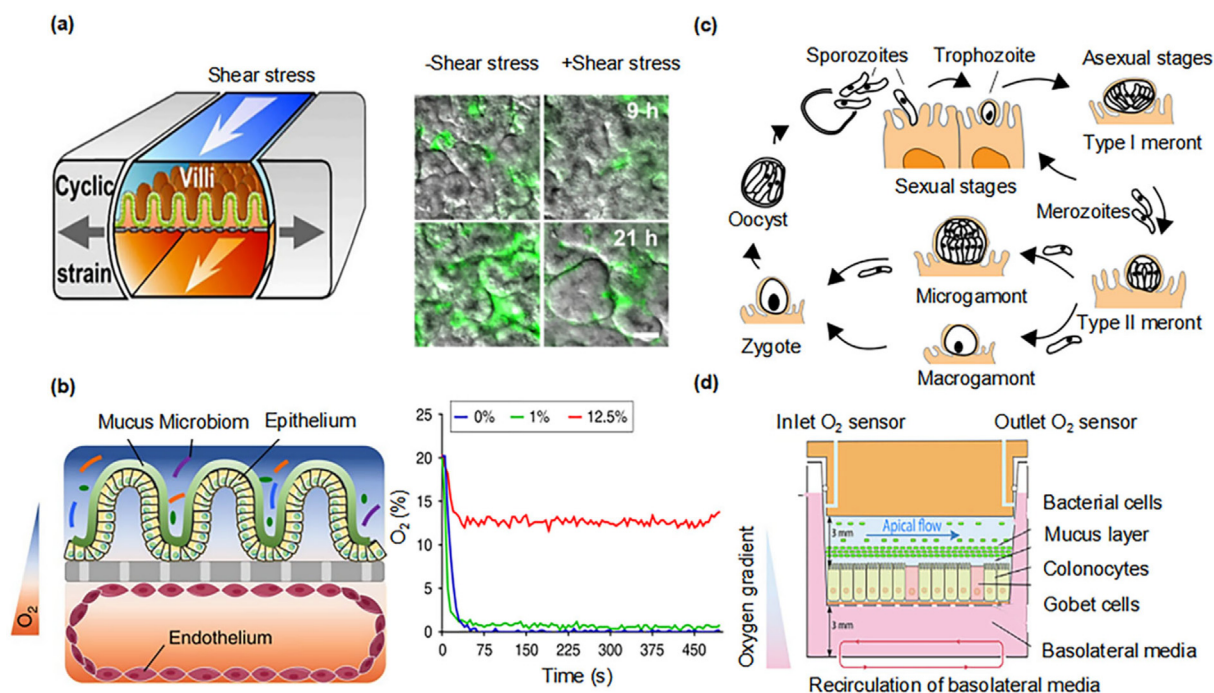 (a)
Shear stress
Cyclic
strain
Villi
-Shear stress +Shear stress
9 h
21 h
(c)
Sporozoites
Trophozoite
Asexual stages
Type I meront
Sexual stages
Oocyst
Merozoites
Microgamont
Type II meront
Zygote
Macrogamont
(b)
Mucus Microbiom Epithelium
O₂
Endothelium
0% 1% 12.5%
25
20
15
10
5
0
O₂ (%)
0 75 150 225 300 375 450
Time (s)
(d)
Inlet O₂ sensor
Outlet O₂ sensor
Apical flow
3 mm
3 mm
Oxygen gradient
Bacterial cells
Mucus layer
Colonocytes
Gobet cells
Basolateral media
Recirculation of basolateral media